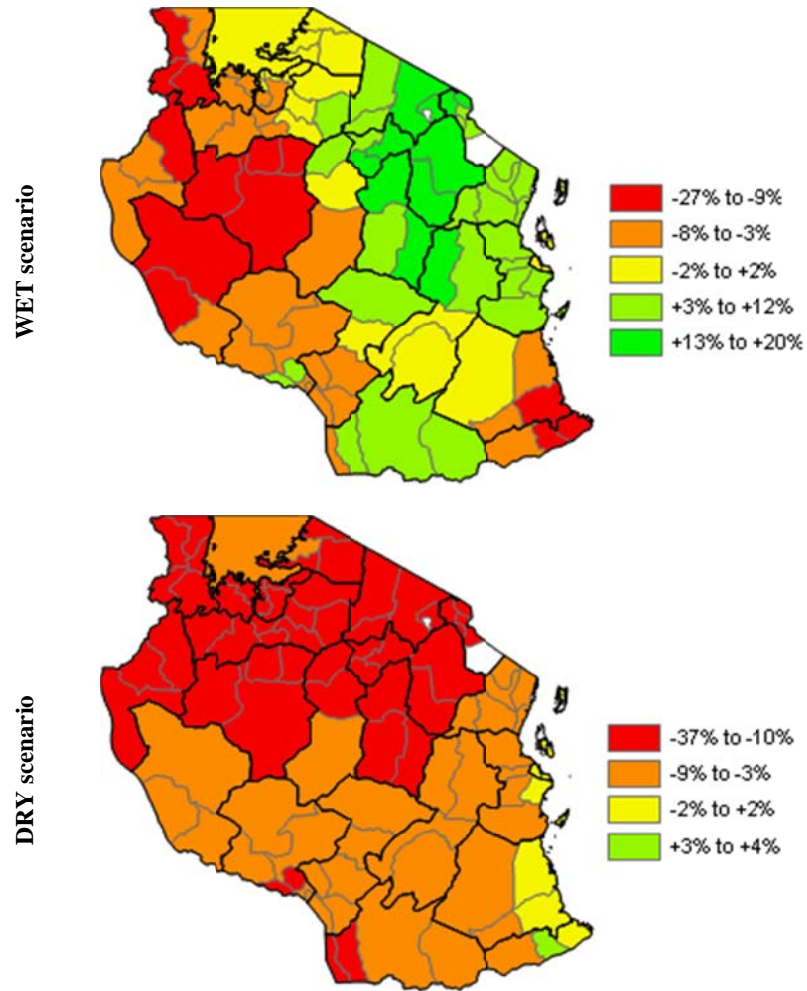 WET scenario
-27% to -9%
-8% to -3%
-2% to +2%
+3% to +12%
+13% to +20%
DRY scenario
-37% to -10%
-9% to -3%
-2% to +2%
+3% to +4%